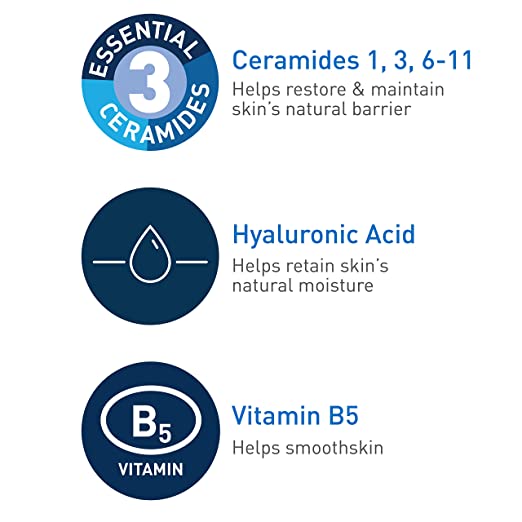 ESSENTIAL
3
CERAMIDES
Ceramides 1, 3, 6-11
Helps restore & maintain
skin's natural barrier
Hyaluronic Acid
Helps retain skin's
natural moisture
B5
VITAMIN
Vitamin B5
Helps smoothskin